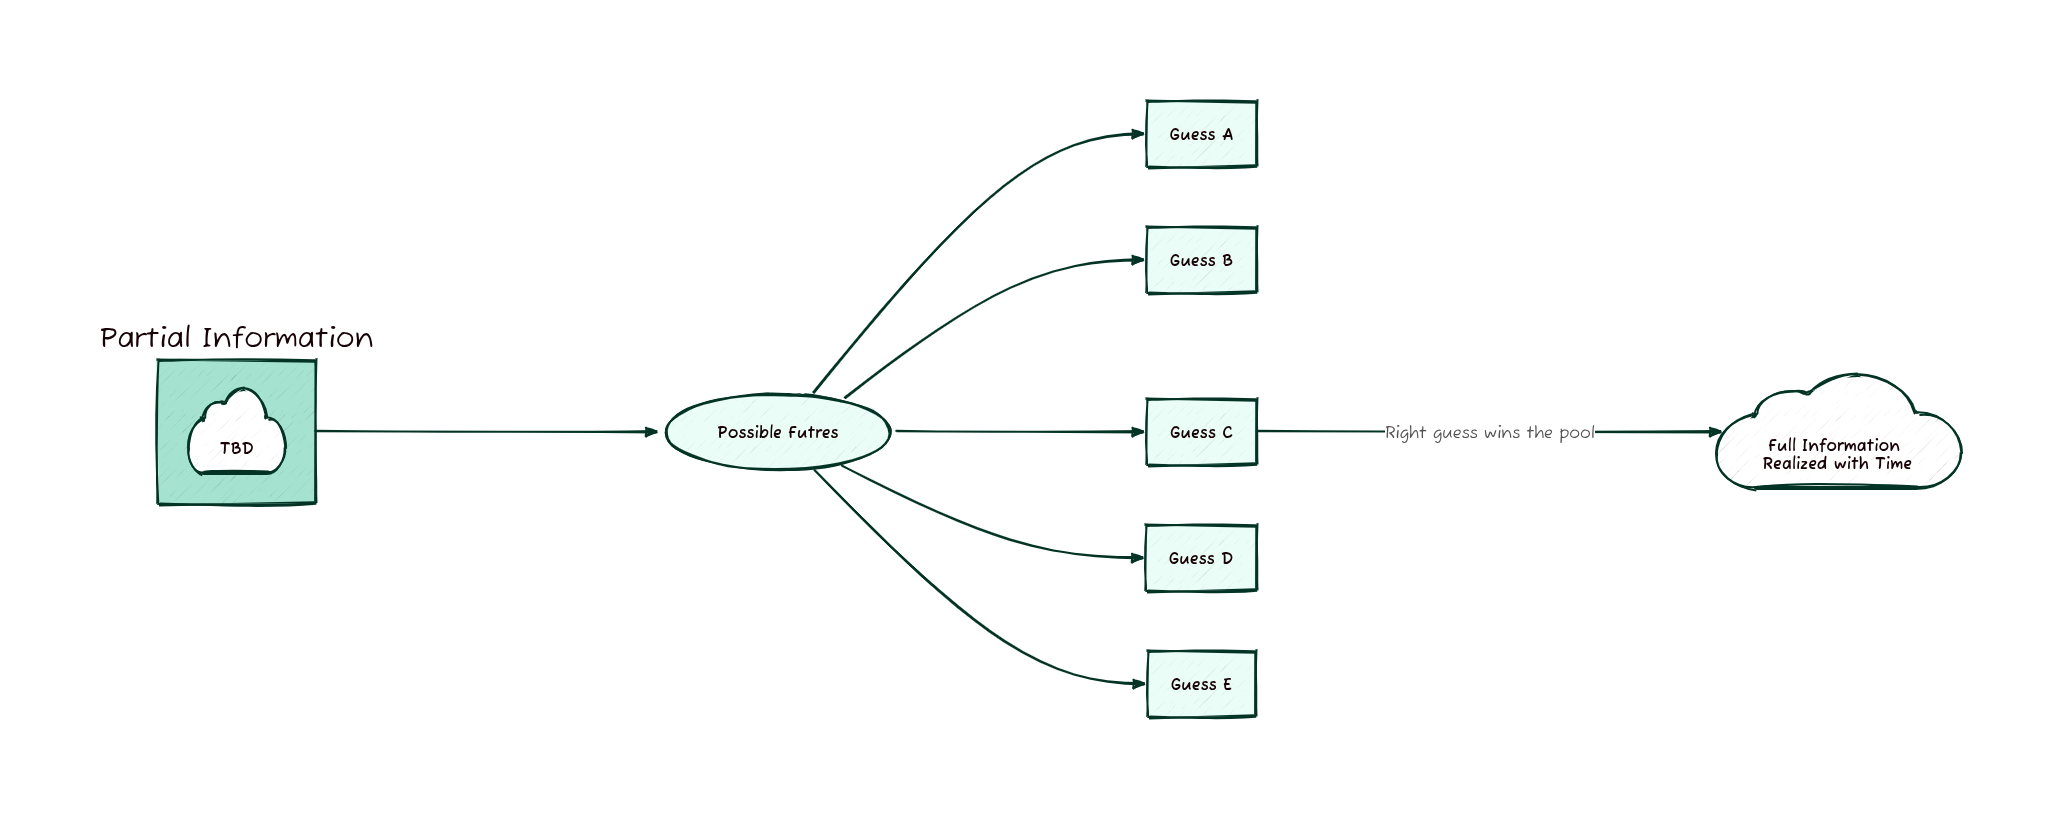 Partial Information
TBD
Possible Futres
Guess A
Guess B
Guess C
Guess D
Guess E
Right guess wins the pool
Full Information
Realized with Time